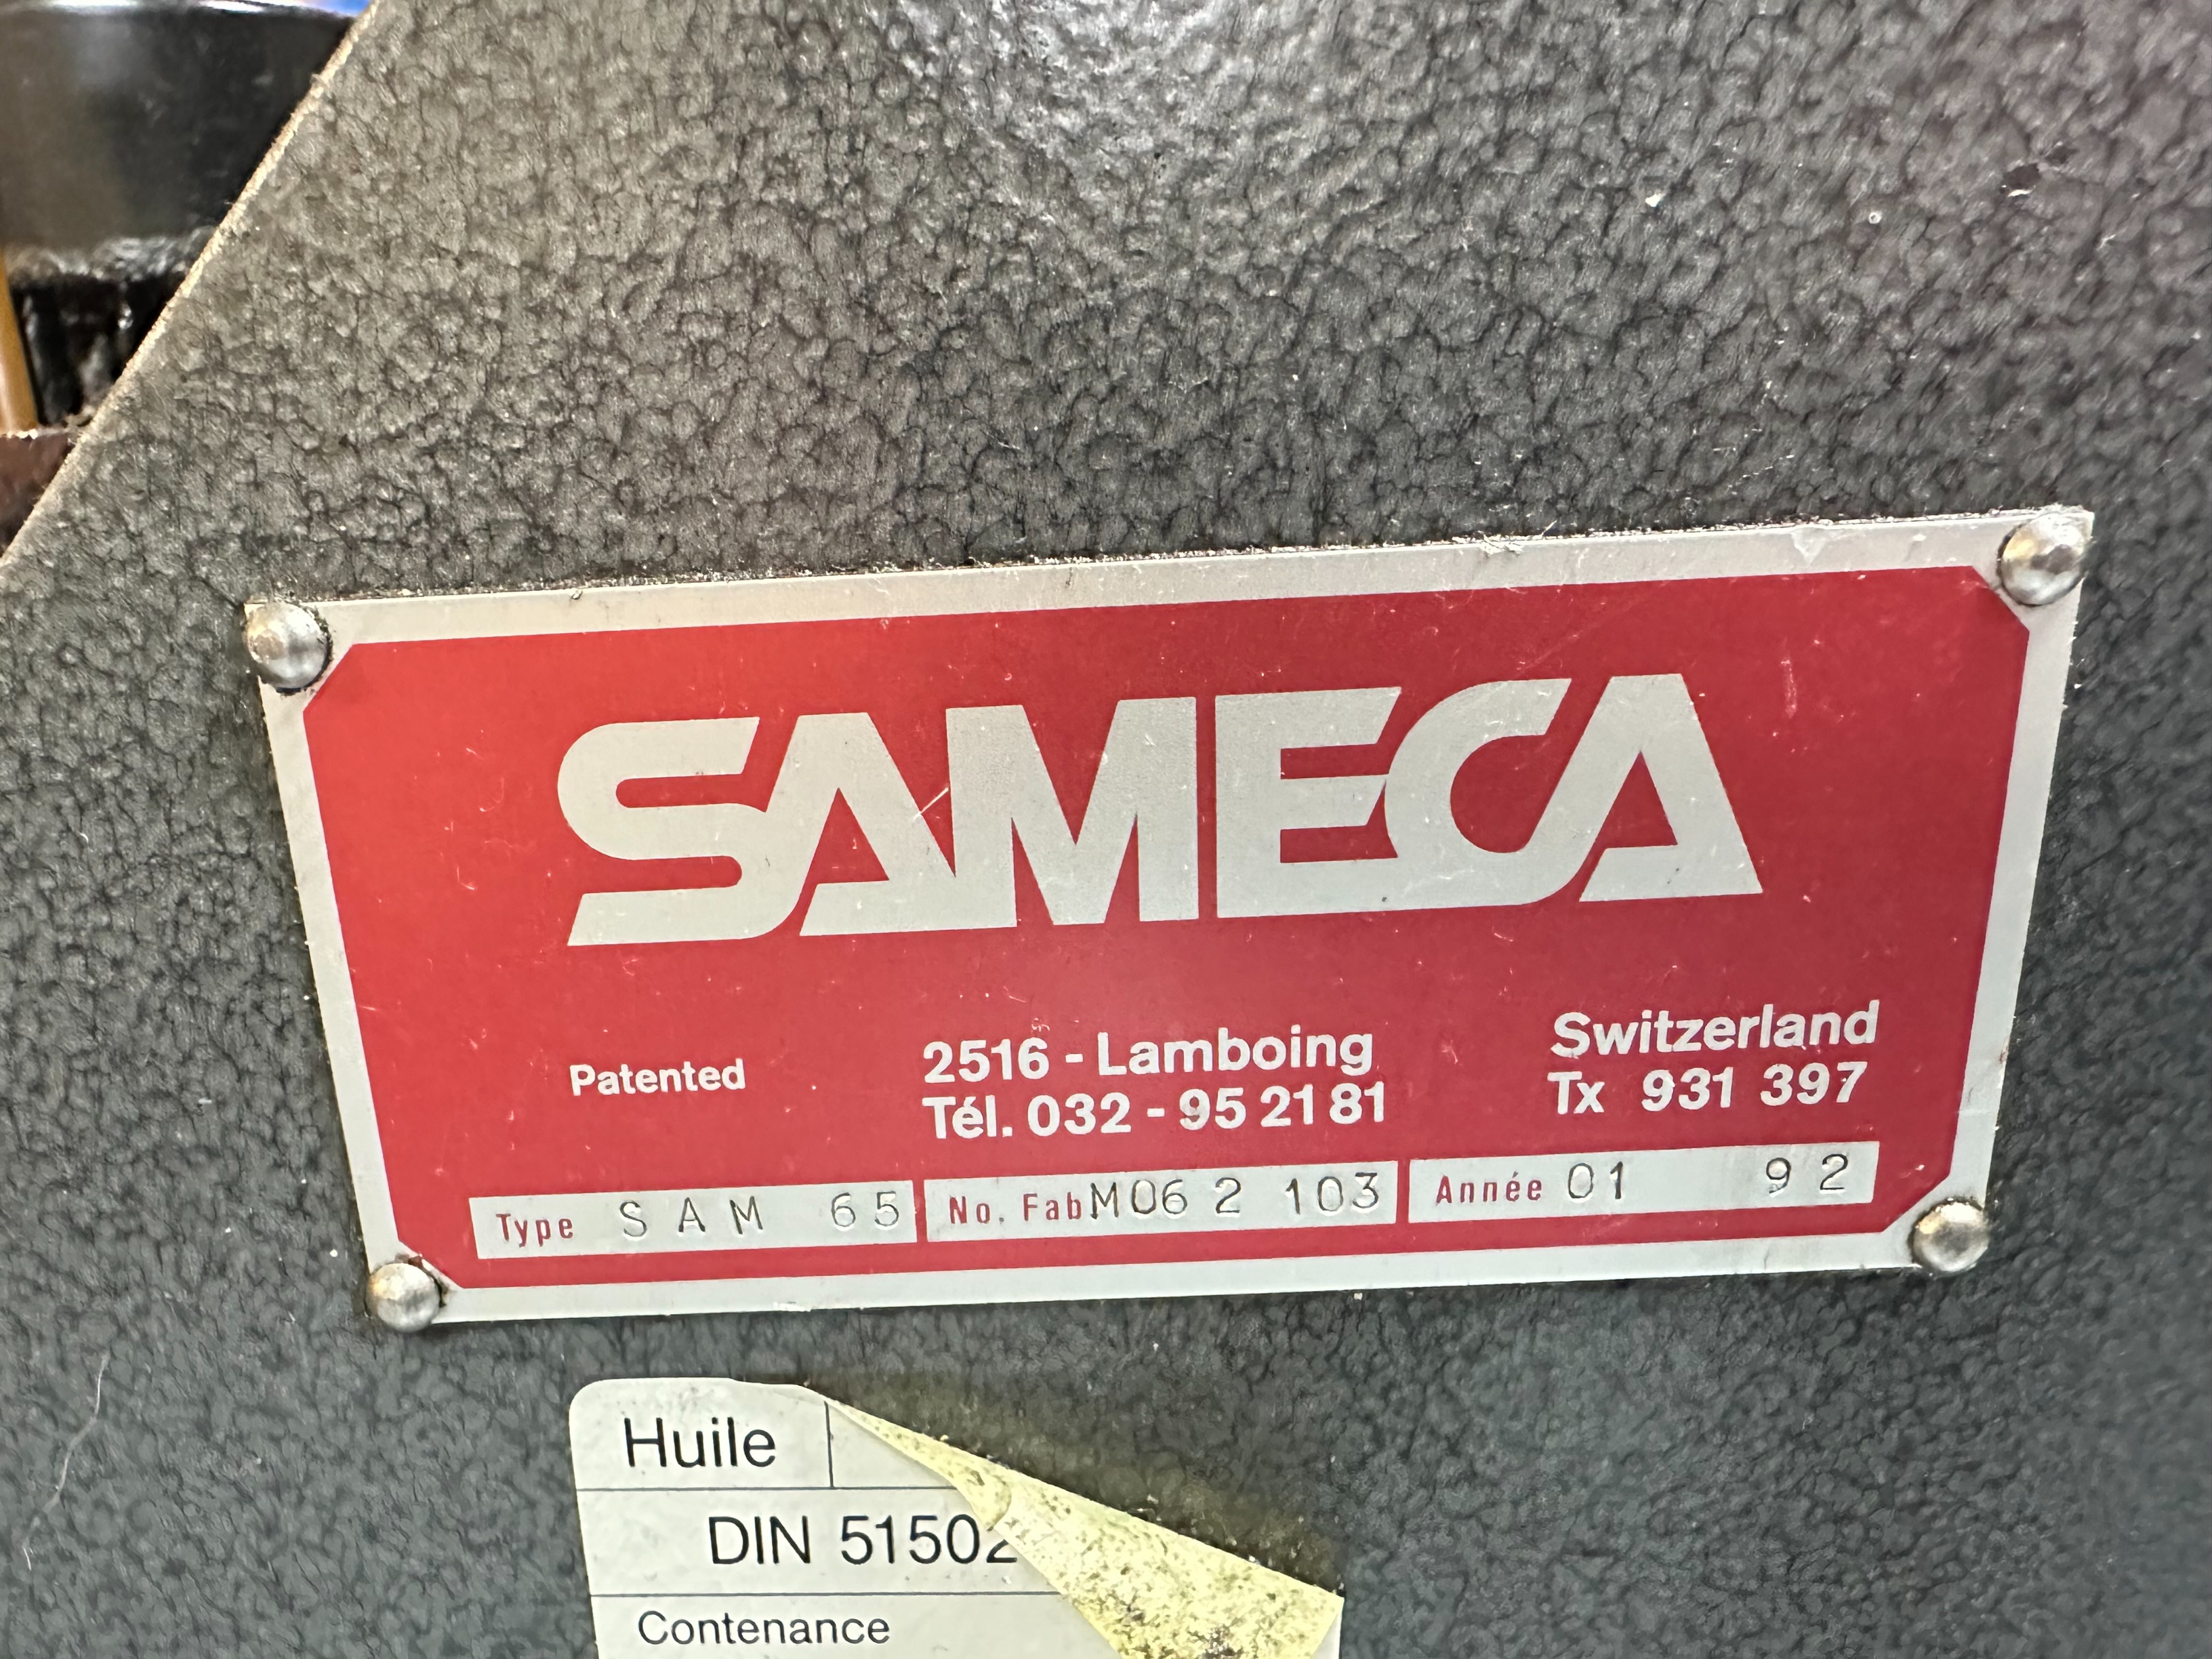 SAMECA
Patented
2516 - Lamboing
Tél. 032 - 95 21 81
Switzerland
Tx 931 397
Type SAM 65
No. Fab M06 2 103
Année 01 92
Huile
DIN 51502
Contenance